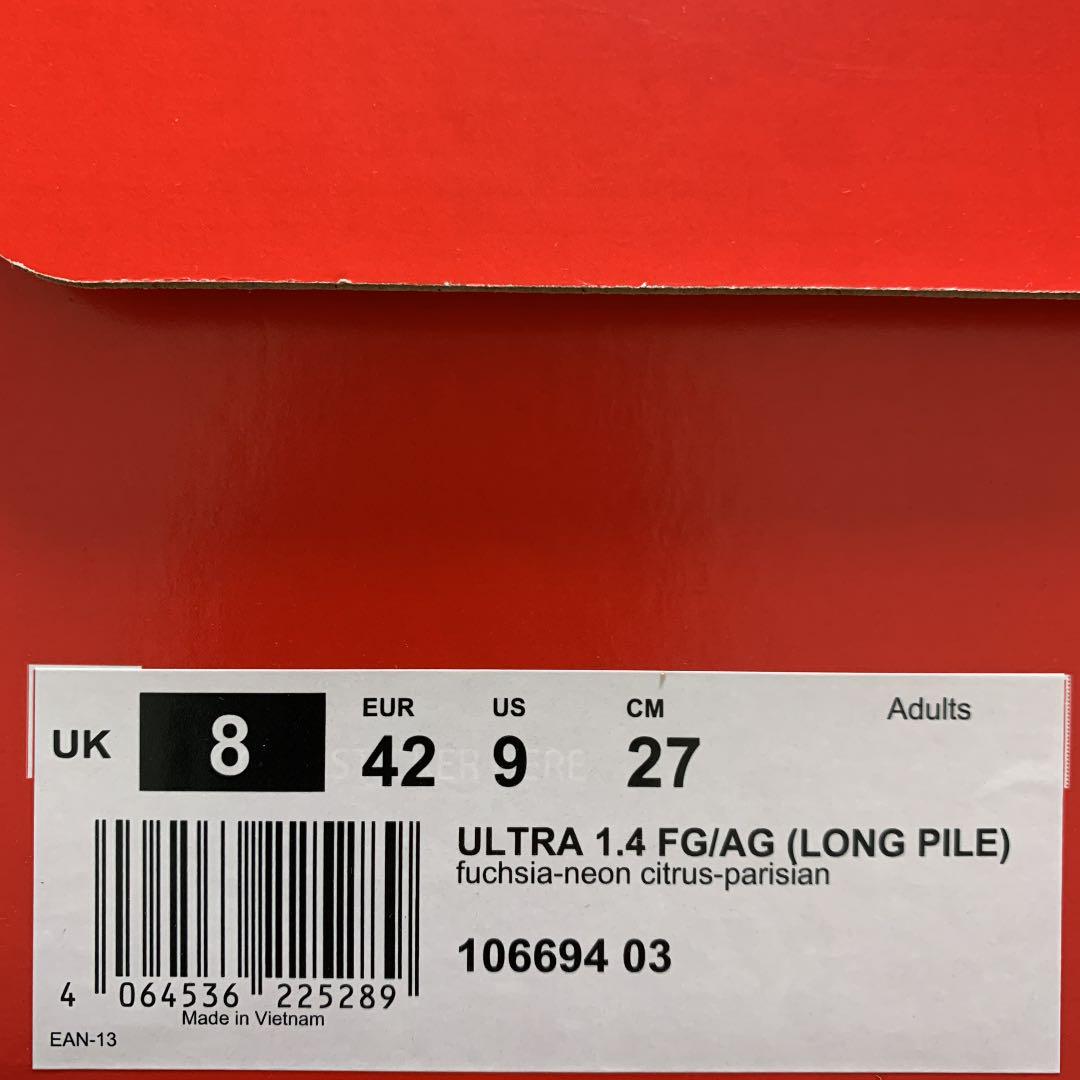 UK 8 EUR 42 US 9 CM 27 Adults
ULTRA 1.4 FG/AG (LONG PILE)
fuchsia-neon citrus-parisian
106694 03
4 064536 225289
Made in Vietnam
EAN-13